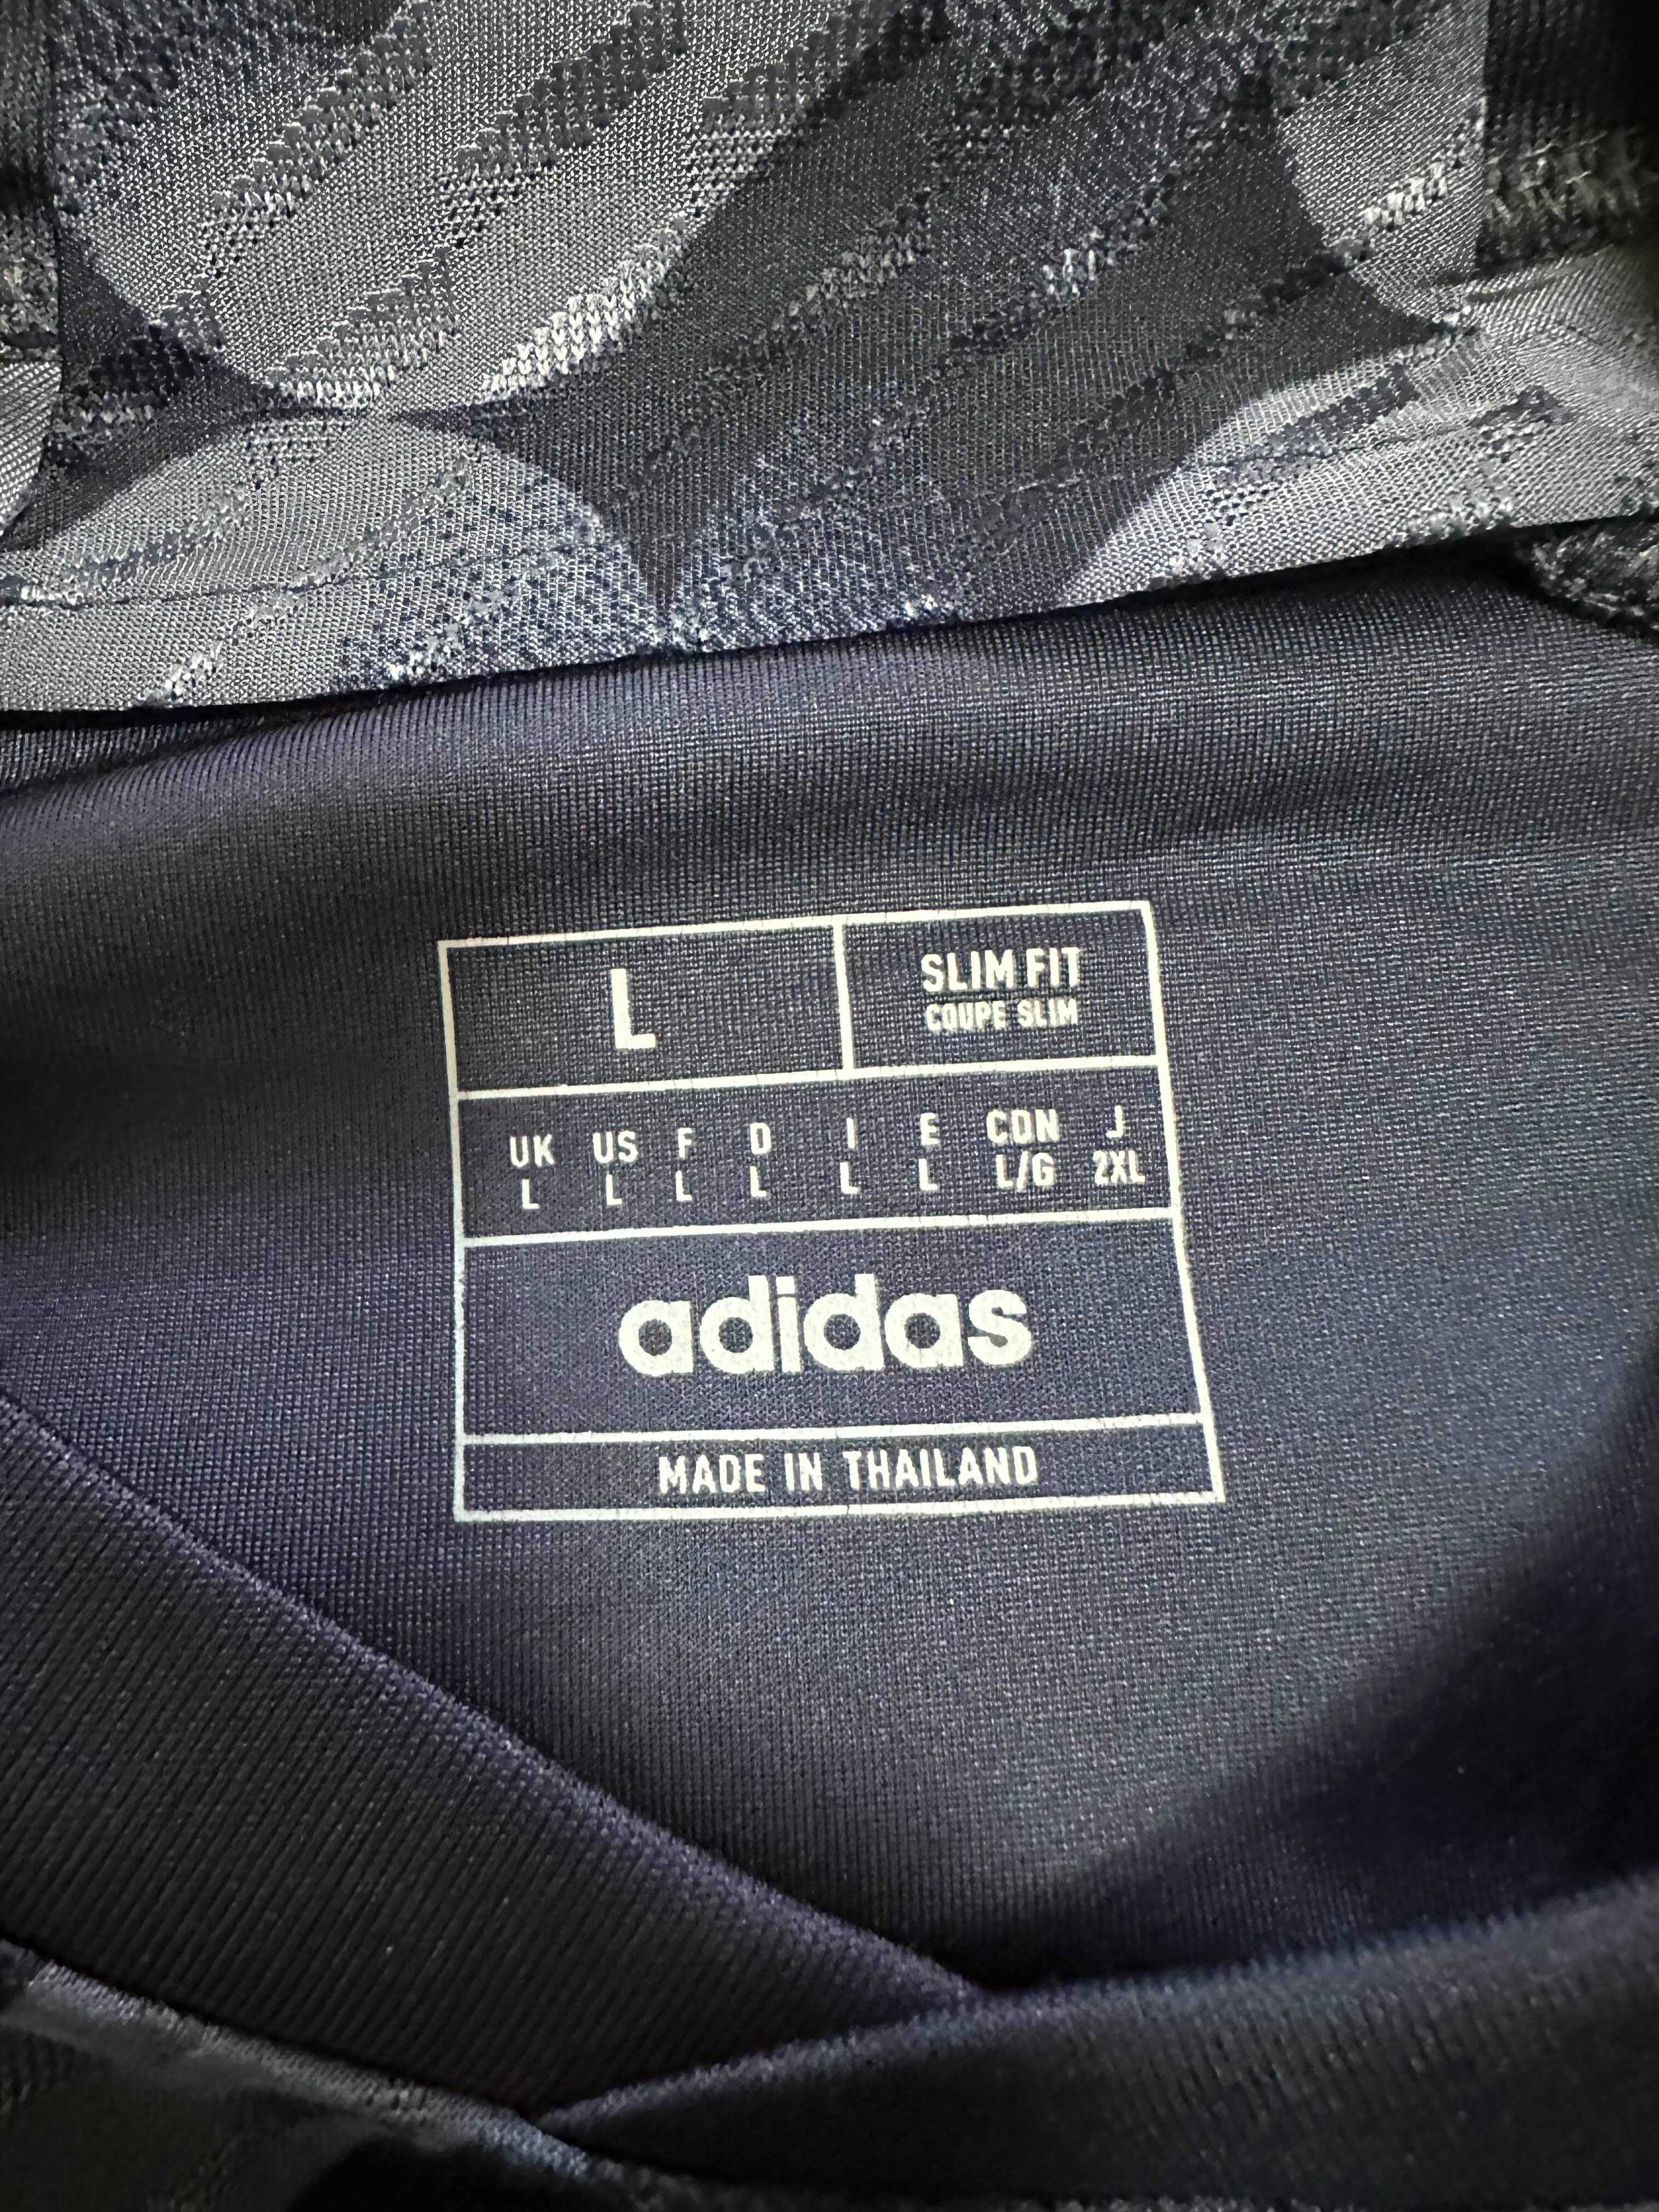 L
SLIM FIT
COUPE SLIM
UK US F D I E CDN J
L L L L L L L/G 2XL
adidas
MADE IN THAILAND